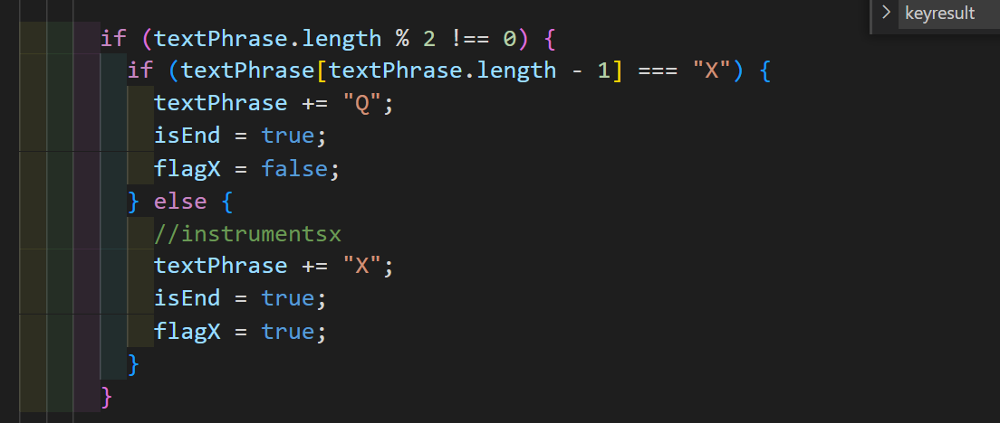 keyresult
if (textPhrase.length % 2 !== 0) {
if (textPhrase[textPhrase.length - 1] === "X") {
textPhrase += "Q";
isEnd = true;
flagX = false;
} else {
//instrumentsx
textPhrase += "X";
isEnd = true;
flagX = true;
}
}